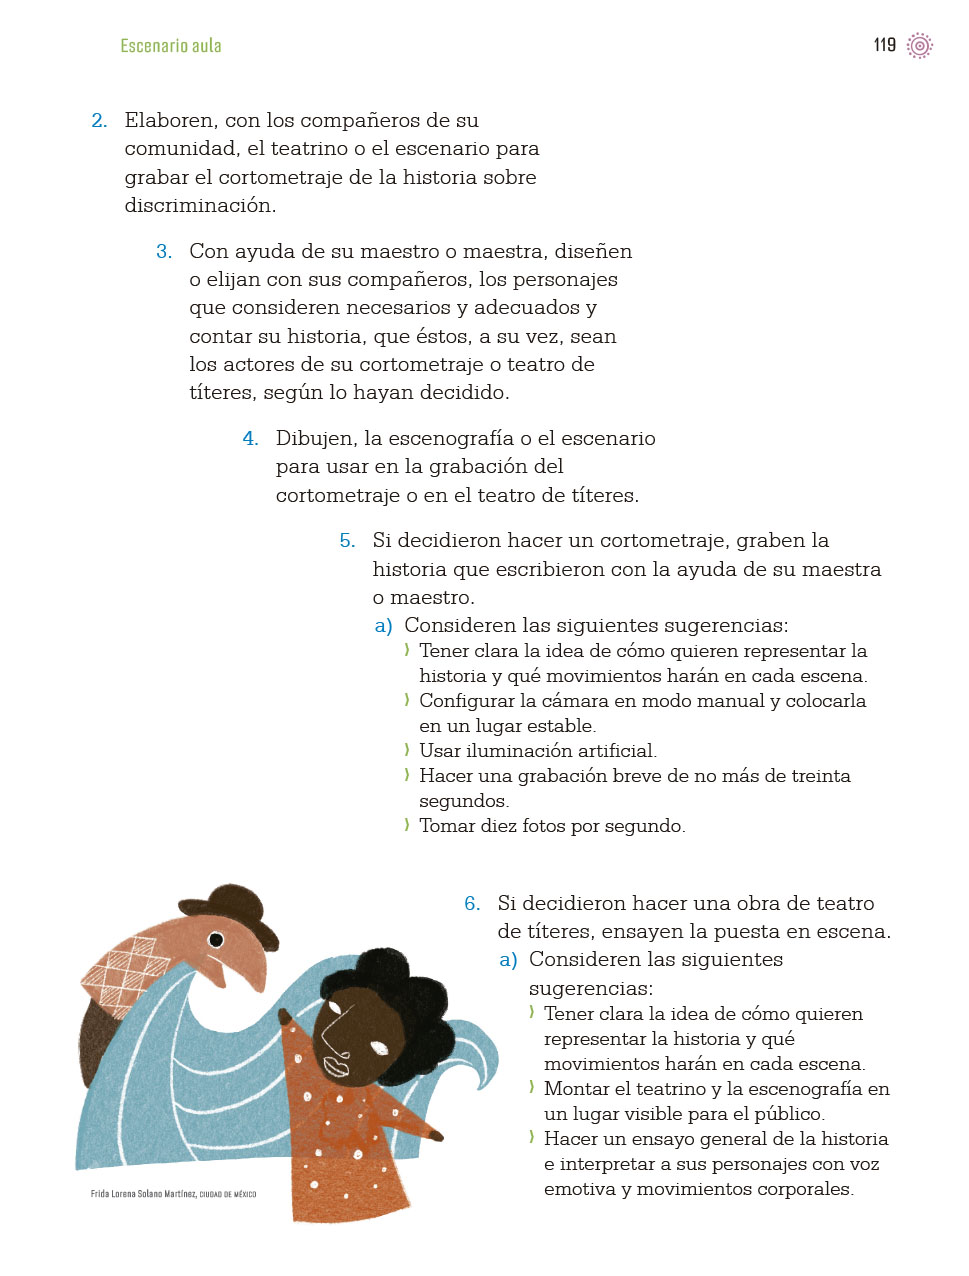 Escenario aula
119
2. Elaboren, con los compañeros de su
comunidad, el teatrino o el escenario para
grabar el cortometraje de la historia sobre
discriminación.
3. Con ayuda de su maestro o maestra, diseñen
o elijan con sus compañeros, los personajes
que consideren necesarios y adecuados y
contar su historia, que éstos, a su vez, sean
los actores de su cortometraje o teatro de
títeres, según lo hayan decidido.
4. Dibujen, la escenografía o el escenario
para usar en la grabación del
cortometraje o en el teatro de títeres.
5. Si decidieron hacer un cortometraje, graben la
historia que escribieron con la ayuda de su maestra
o maestro.
a) Consideren las siguientes sugerencias:
⟩ Tener clara la idea de cómo quieren representar la
historia y qué movimientos harán en cada escena.
⟩ Configurar la cámara en modo manual y colocarla
en un lugar estable.
⟩ Usar iluminación artificial.
⟩ Hacer una grabación breve de no más de treinta
segundos.
⟩ Tomar diez fotos por segundo.
6. Si decidieron hacer una obra de teatro
de títeres, ensayen la puesta en escena.
a) Consideren las siguientes
sugerencias:
⟩ Tener clara la idea de cómo quieren
representar la historia y qué
movimientos harán en cada escena.
⟩ Montar el teatrino y la escenografía en
un lugar visible para el público.
⟩ Hacer un ensayo general de la historia
e interpretar a sus personajes con voz
emotiva y movimientos corporales.
Frida Lorena Solano Martínez, CIUDAD DE MÉXICO